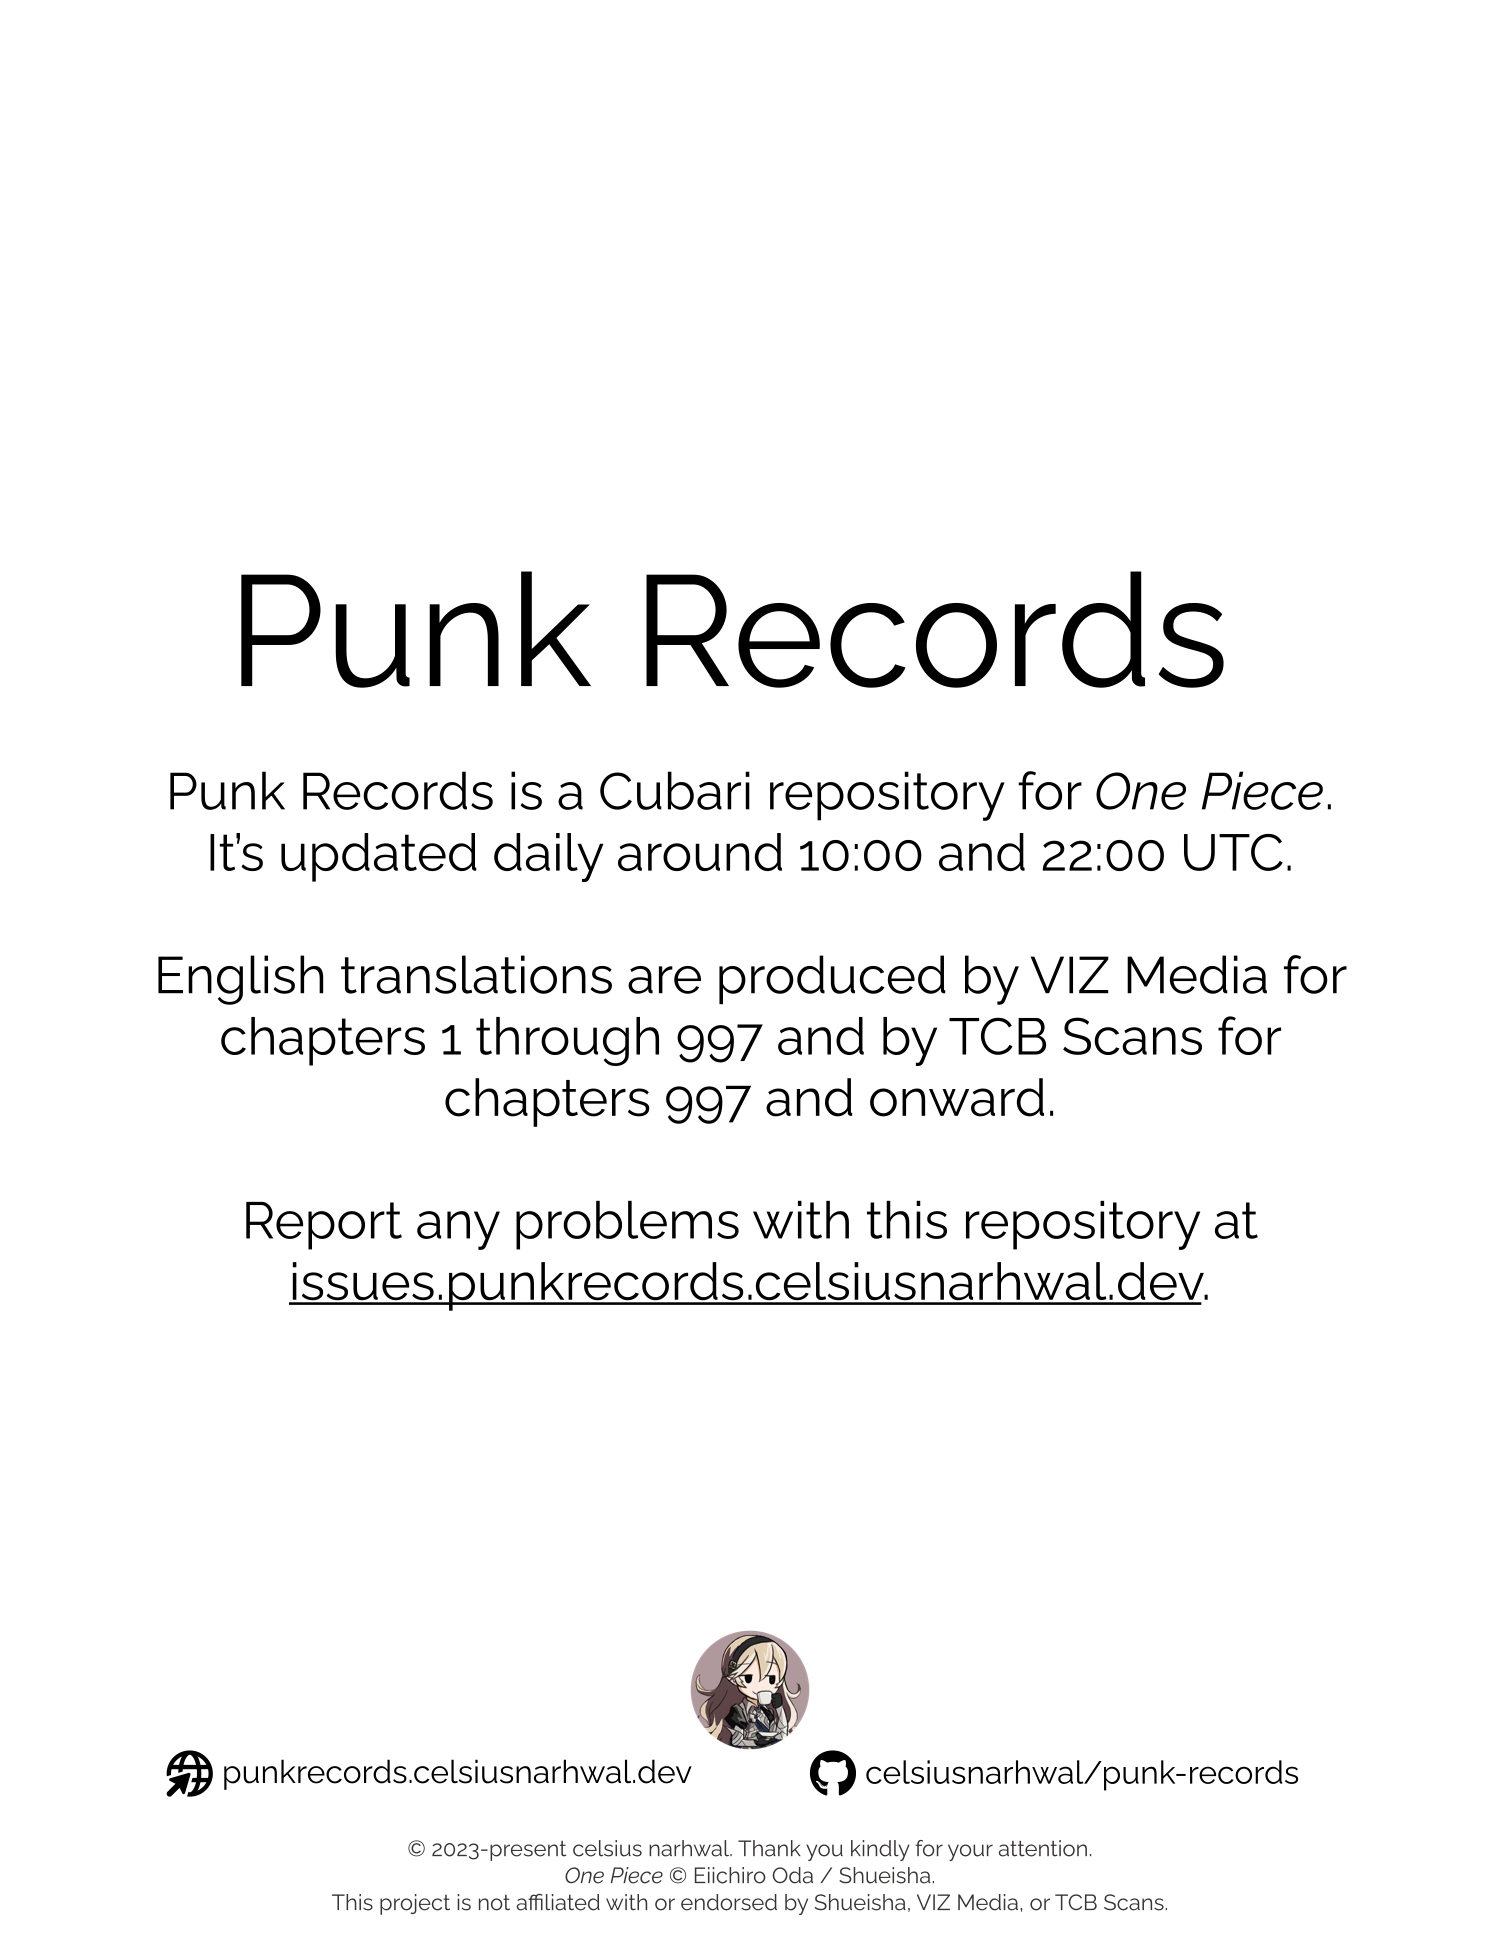 Punk Records
Punk Records is a Cubari repository for One Piece.
It’s updated daily around 10:00 and 22:00 UTC.
English translations are produced by VIZ Media for
chapters 1 through 997 and by TCB Scans for
chapters 997 and onward.
Report any problems with this repository at
issues.punkrecords.celsiusnarhwal.dev.
punkrecords.celsiusnarhwal.dev
celsiusnarhwal/punk-records
© 2023-present celsius narhwal. Thank you kindly for your attention.
One Piece © Eiichiro Oda / Shueisha.
This project is not affiliated with or endorsed by Shueisha, VIZ Media, or TCB Scans.